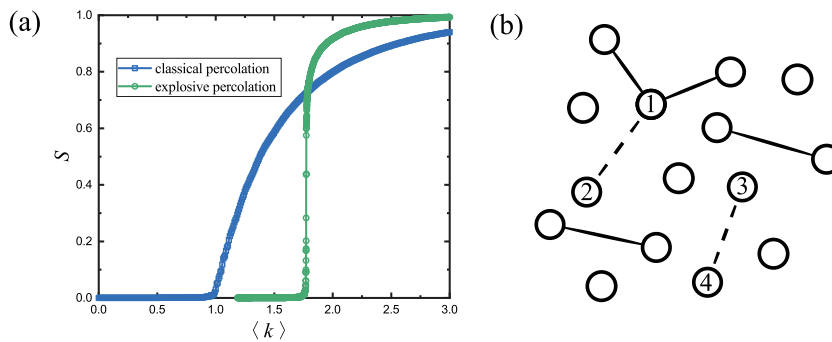 (a)
1.0
0.8
0.6
0.4
0.2
0.0
S
classical percolation
explosive percolation
0.0 0.5 1.0 1.5 2.0 2.5 3.0
⟨k⟩
(b)
1
2
3
4